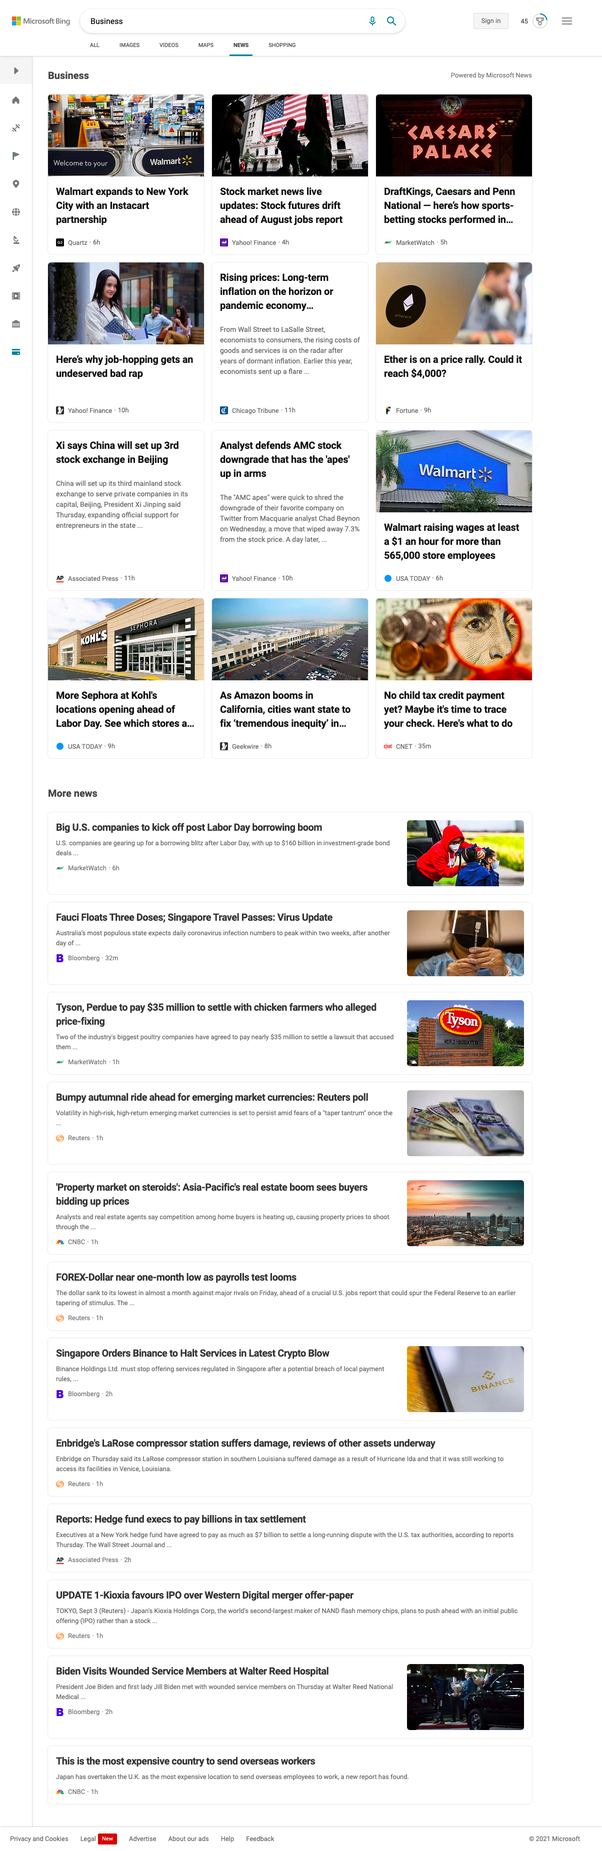 Microsoft Bing
Business
Sign in
45
ALL
IMAGES
VIDEOS
MAPS
NEWS
SHOPPING
Business
Powered by Microsoft News
Welcome to your
Walmart
CAESARS
PALACE
Walmart expands to New York
City with an Instacart
partnership
Quartz · 6h
Stock market news live
updates: Stock futures drift
ahead of August jobs report
Yahoo! Finance · 4h
DraftKings, Caesars and Penn
National — here's how sports-
betting stocks performed in...
MarketWatch · 5h
Here's why job-hopping gets an
undeserved bad rap
Yahoo! Finance · 10h
Rising prices: Long-term
inflation on the horizon or
pandemic economy...
From Wall Street to LaSalle Street,
economists to consumers, the rising costs of
goods and services is on the radar after
years of dormant inflation. Earlier this year,
economists sent up a flare ...
Chicago Tribune · 11h
Ether is on a price rally. Could it
reach $4,000?
Fortune · 9h
Xi says China will set up 3rd
stock exchange in Beijing
China will set up its third mainland stock
exchange to serve private companies in its
capital, Beijing, President Xi Jinping said
Thursday, expanding official support for
entrepreneurs in the state ...
AP Associated Press · 11h
Analyst defends AMC stock
downgrade that has the 'apes'
up in arms
The "AMC apes" were quick to shred the
downgrade of their favorite company on
Twitter from Macquarie analyst Chad Beynon
on Wednesday, a move that wiped away 7.3%
from the stock price. A day later, ...
Yahoo! Finance · 10h
Walmart
Walmart raising wages at least
a $1 an hour for more than
565,000 store employees
USA TODAY · 6h
KOHL'S
SEPHORA
More Sephora at Kohl's
locations opening ahead of
Labor Day. See which stores a...
USA TODAY · 9h
As Amazon booms in
California, cities want state to
fix 'tremendous inequity' in...
Geekwire · 8h
No child tax credit payment
yet? Maybe it's time to trace
your check. Here's what to do
CNET · 35m
More news
Big U.S. companies to kick off post Labor Day borrowing boom
U.S. companies are gearing up for a borrowing blitz after Labor Day, with up to $160 billion in investment-grade bond
deals ...
MarketWatch · 6h
Fauci Floats Three Doses; Singapore Travel Passes: Virus Update
Australia's most populous state expects daily coronavirus infection numbers to peak within two weeks, after another
day of ...
B Bloomberg · 32m
Tyson, Perdue to pay $35 million to settle with chicken farmers who alleged
price-fixing
Two of the industry's biggest poultry companies have agreed to pay nearly $35 million to settle a lawsuit that accused
them ...
MarketWatch · 1h
Tyson
Bumpy autumnal ride ahead for emerging market currencies: Reuters poll
Volatility in high-risk, high-return emerging market currencies is set to persist amid fears of a "taper tantrum" once the
...
Reuters · 1h
'Property market on steroids': Asia-Pacific's real estate boom sees buyers
bidding up prices
Analysts and real estate agents say competition among home buyers is heating up, causing property prices to shoot
through the ...
CNBC · 1h
FOREX-Dollar near one-month low as payrolls test looms
The dollar sank to its lowest in almost a month against major rivals on Friday, ahead of a crucial U.S. jobs report that could spur the Federal Reserve to an earlier
tapering of stimulus. The ...
Reuters · 1h
Singapore Orders Binance to Halt Services in Latest Crypto Blow
Binance Holdings Ltd. must stop offering services regulated in Singapore after a potential breach of local payment
rules, ...
B Bloomberg · 2h
BINANCE
Enbridge's LaRose compressor station suffers damage, reviews of other assets underway
Enbridge on Thursday said its LaRose compressor station in southern Louisiana suffered damage as a result of Hurricane Ida and that it was still working to
access its facilities in Venice, Louisiana.
Reuters · 1h
Reports: Hedge fund execs to pay billions in tax settlement
Executives at a New York hedge fund have agreed to pay as much as $7 billion to settle a long-running dispute with the U.S. tax authorities, according to reports
Thursday. The Wall Street Journal and ...
AP Associated Press · 2h
UPDATE 1-Kioxia favours IPO over Western Digital merger offer-paper
TOKYO, Sept 3 (Reuters) - Japan's Kioxia Holdings Corp, the world's second-largest maker of NAND flash memory chips, plans to push ahead with an initial public
offering (IPO) rather than a stock ...
Reuters · 1h
Biden Visits Wounded Service Members at Walter Reed Hospital
President Joe Biden and first lady Jill Biden met with wounded service members on Thursday at Walter Reed National
Medical ...
B Bloomberg · 2h
This is the most expensive country to send overseas workers
Japan has overtaken the U.K. as the most expensive location to send overseas employees to work, a new report has found.
CNBC · 1h
Privacy and Cookies
Legal
New
Advertise
About our ads
Help
Feedback
© 2021 Microsoft